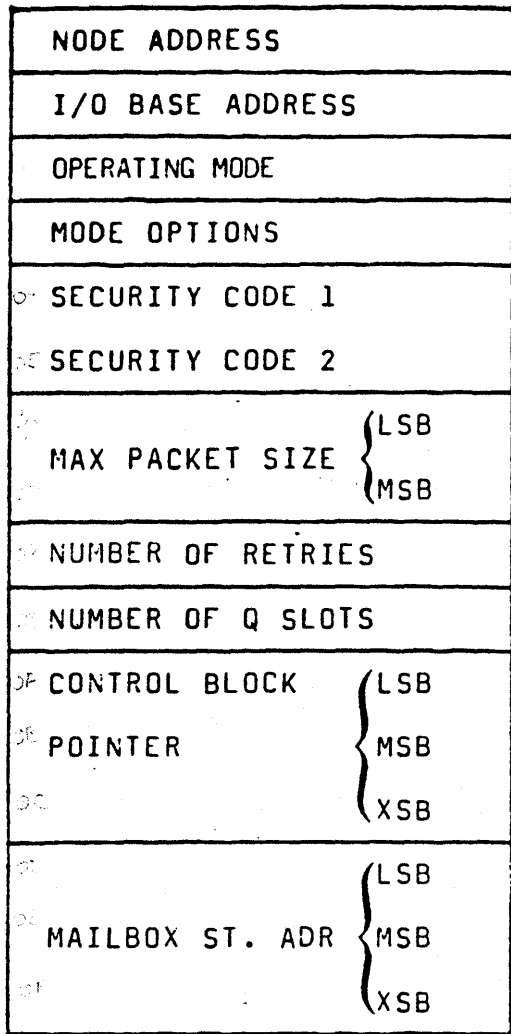 NODE ADDRESS
I/O BASE ADDRESS
OPERATING MODE
MODE OPTIONS
SECURITY CODE 1
SECURITY CODE 2
MAX PACKET SIZE
LSB
MSB
NUMBER OF RETRIES
NUMBER OF Q SLOTS
CONTROL BLOCK
POINTER
LSB
MSB
XSB
MAILBOX ST. ADR
LSB
MSB
XSB